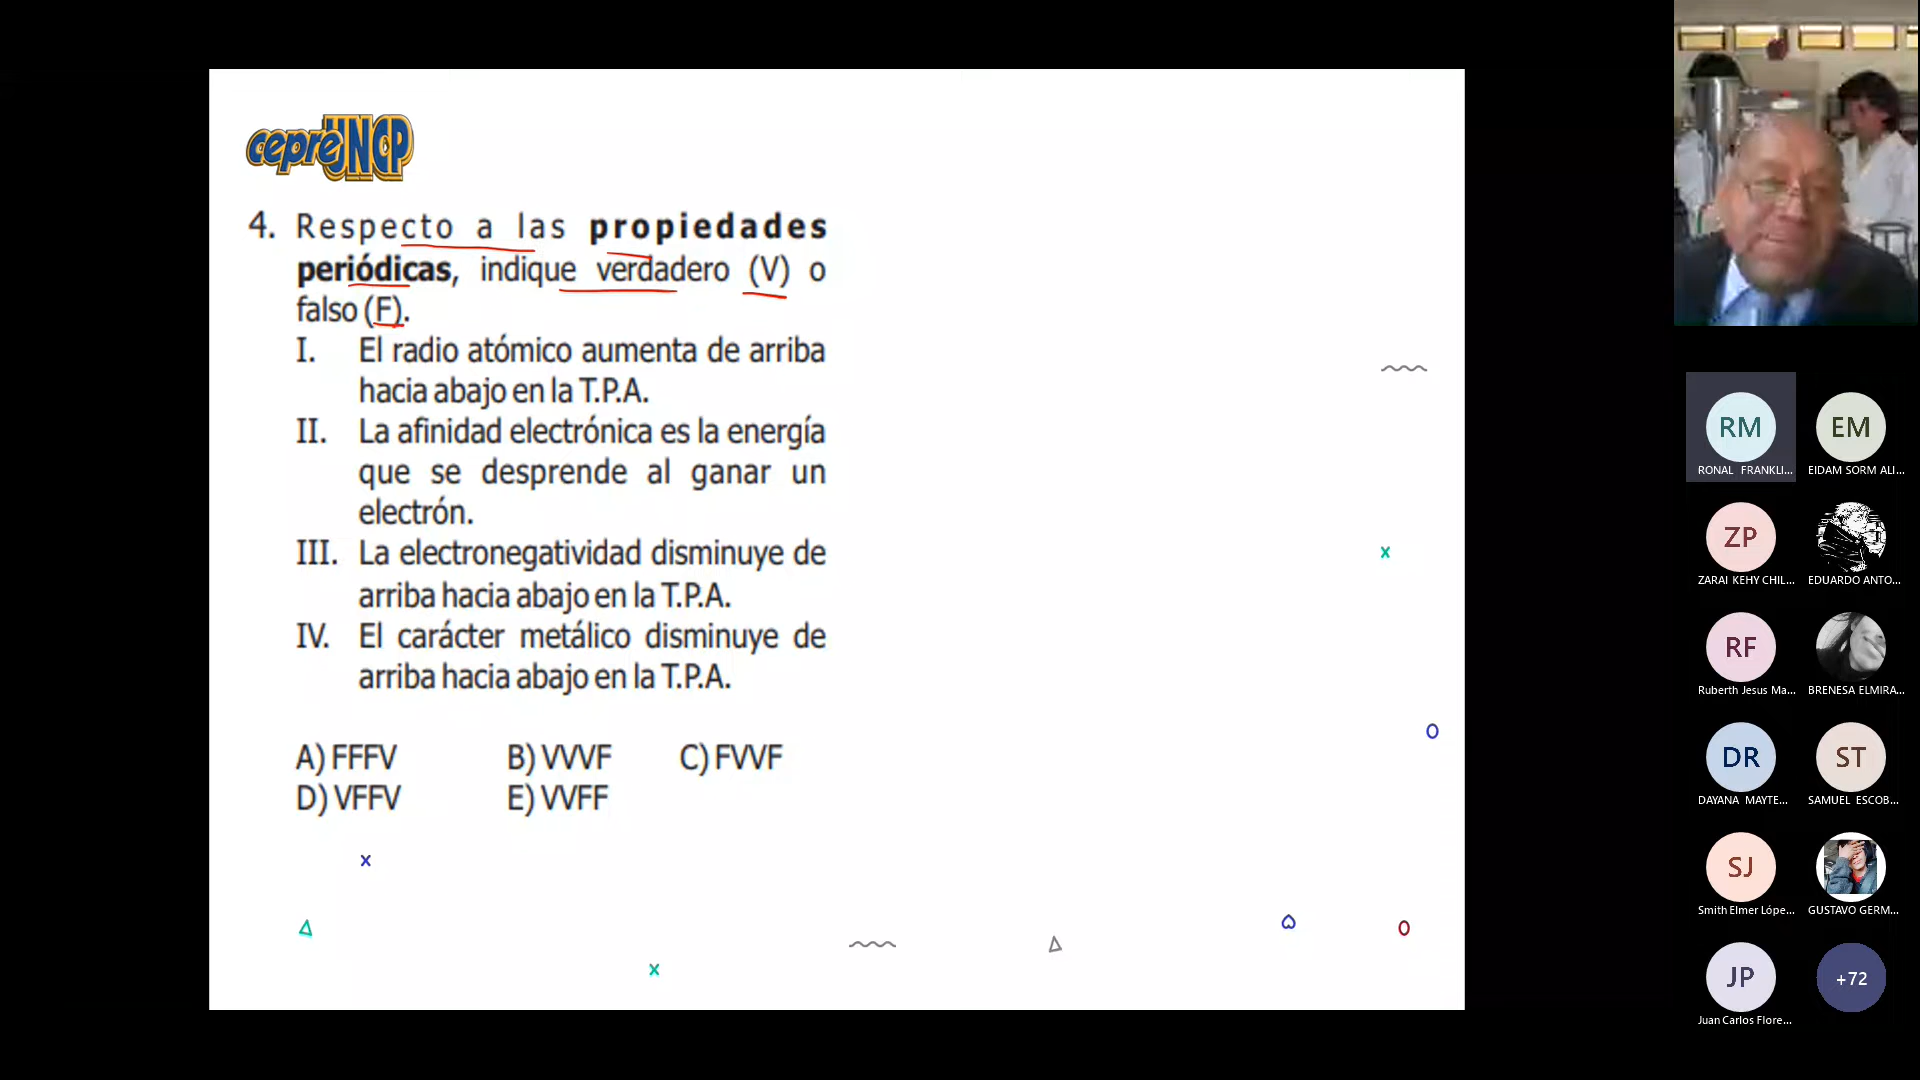 cepreUNCP
4. Respecto a las propiedades
periódicas, indique verdadero (V) o
falso (F).
I. El radio atómico aumenta de arriba
hacia abajo en la T.P.A.
II. La afinidad electrónica es la energía
que se desprende al ganar un
electrón.
III. La electronegatividad disminuye de
arriba hacia abajo en la T.P.A.
IV. El carácter metálico disminuye de
arriba hacia abajo en la T.P.A.
A) FFFV B) VVVF C) FVVF
D) VFFV E) VVFF
RM EM
RONAL FRANKLI... EIDAM SORM ALI...
ZP
ZARAI KEHY CHIL... EDUARDO ANTO...
RF
Ruberth Jesus Ma... BRENESA ELMIRA...
DR ST
DAYANA MAYTE... SAMUEL ESCOB...
SJ
Smith Elmer Lópe... GUSTAVO GERM...
JP +72
Juan Carlos Flore...